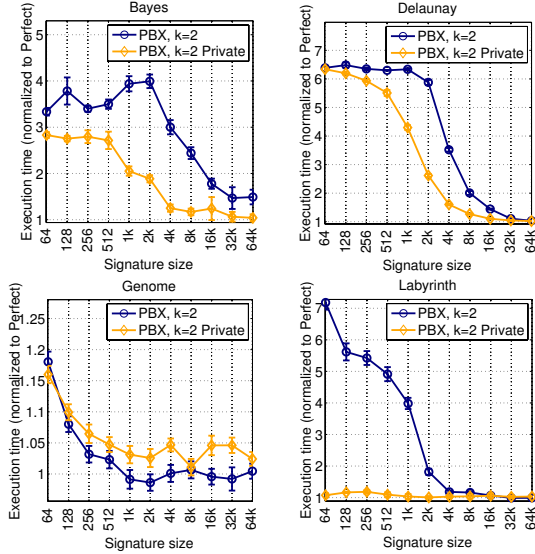 Bayes
Execution time (normalized to Perfect)
5
4
3
2
1
PBX, k=2
PBX, k=2 Private
64
128
256
512
1k
2k
4k
8k
16k
32k
64k
Signature size
Delaunay
Execution time (normalized to Perfect)
7
6
5
4
3
2
1
PBX, k=2
PBX, k=2 Private
64
128
256
512
1k
2k
4k
8k
16k
32k
64k
Signature size
Genome
Execution time (normalized to Perfect)
1.25
1.2
1.15
1.1
1.05
1
PBX, k=2
PBX, k=2 Private
64
128
256
512
1k
2k
4k
8k
16k
32k
64k
Signature size
Labyrinth
Execution time (normalized to Perfect)
7
6
5
4
3
2
1
PBX, k=2
PBX, k=2 Private
64
128
256
512
1k
2k
4k
8k
16k
32k
64k
Signature size